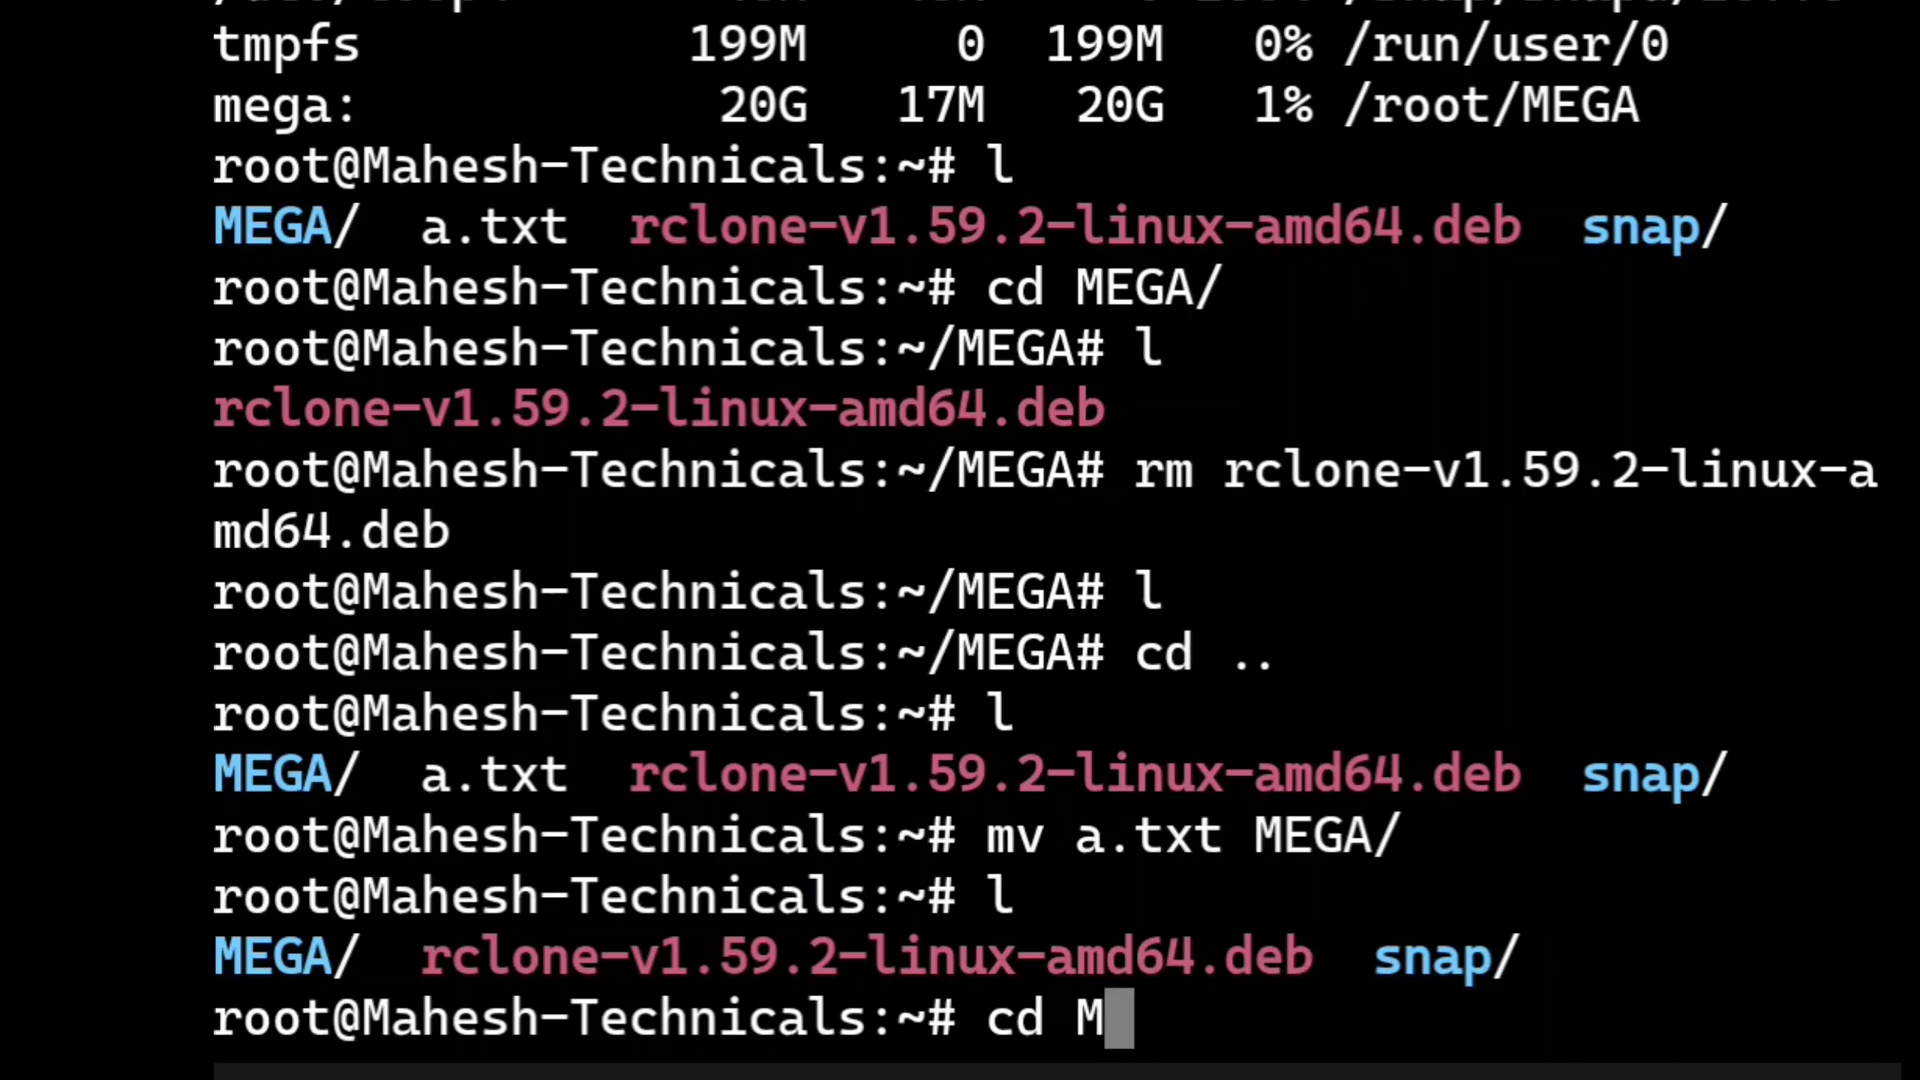 tmpfs 199M 0 199M 0% /run/user/0
mega: 20G 17M 20G 1% /root/MEGA
root@Mahesh-Technicals:~# l
MEGA/ a.txt rclone-v1.59.2-linux-amd64.deb snap/
root@Mahesh-Technicals:~# cd MEGA/
root@Mahesh-Technicals:~/MEGA# l
rclone-v1.59.2-linux-amd64.deb
root@Mahesh-Technicals:~/MEGA# rm rclone-v1.59.2-linux-a
md64.deb
root@Mahesh-Technicals:~/MEGA# l
root@Mahesh-Technicals:~/MEGA# cd ..
root@Mahesh-Technicals:~# l
MEGA/ a.txt rclone-v1.59.2-linux-amd64.deb snap/
root@Mahesh-Technicals:~# mv a.txt MEGA/
root@Mahesh-Technicals:~# l
MEGA/ rclone-v1.59.2-linux-amd64.deb snap/
root@Mahesh-Technicals:~# cd M